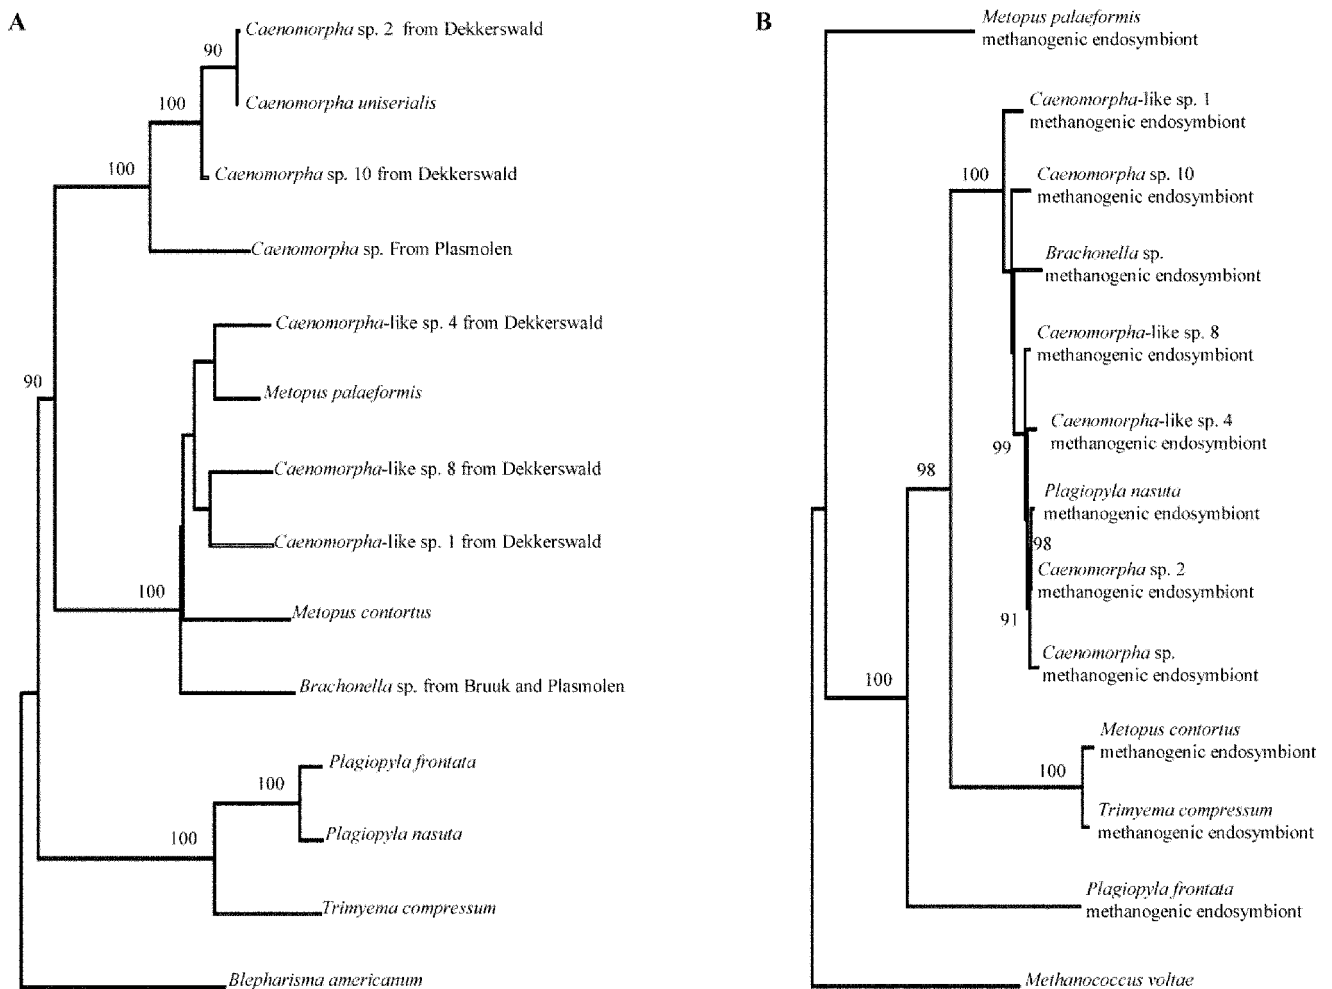 A
90
Caenomorpha sp. 2 from Dekkerswald
100
Caenomorpha uniserialis
100
Caenomorpha sp. 10 from Dekkerswald
Caenomorpha sp. From Plasmolen
Caenomorpha-like sp. 4 from Dekkerswald
90
Metopus palaeformis
Caenomorpha-like sp. 8 from Dekkerswald
Caenomorpha-like sp. 1 from Dekkerswald
100
Metopus contortus
Brachonella sp. from Bruuk and Plasmolen
Plagiopyla frontata
100
100
Plagiopyla nasuta
Trimyema compressum
Blepharisma americanum
B
Metopus palaeformis
methanogenic endosymbiont
Caenomorpha-like sp. 1
methanogenic endosymbiont
100
Caenomorpha sp. 10
methanogenic endosymbiont
Brachonella sp.
methanogenic endosymbiont
Caenomorpha-like sp. 8
methanogenic endosymbiont
Caenomorpha-like sp. 4
methanogenic endosymbiont
99
98
Plagiopyla nasuta
methanogenic endosymbiont
98
Caenomorpha sp. 2
methanogenic endosymbiont
91
Caenomorpha sp.
methanogenic endosymbiont
100
Metopus contortus
methanogenic endosymbiont
100
Trimyema compressum
methanogenic endosymbiont
Plagiopyla frontata
methanogenic endosymbiont
Methanococcus voltae